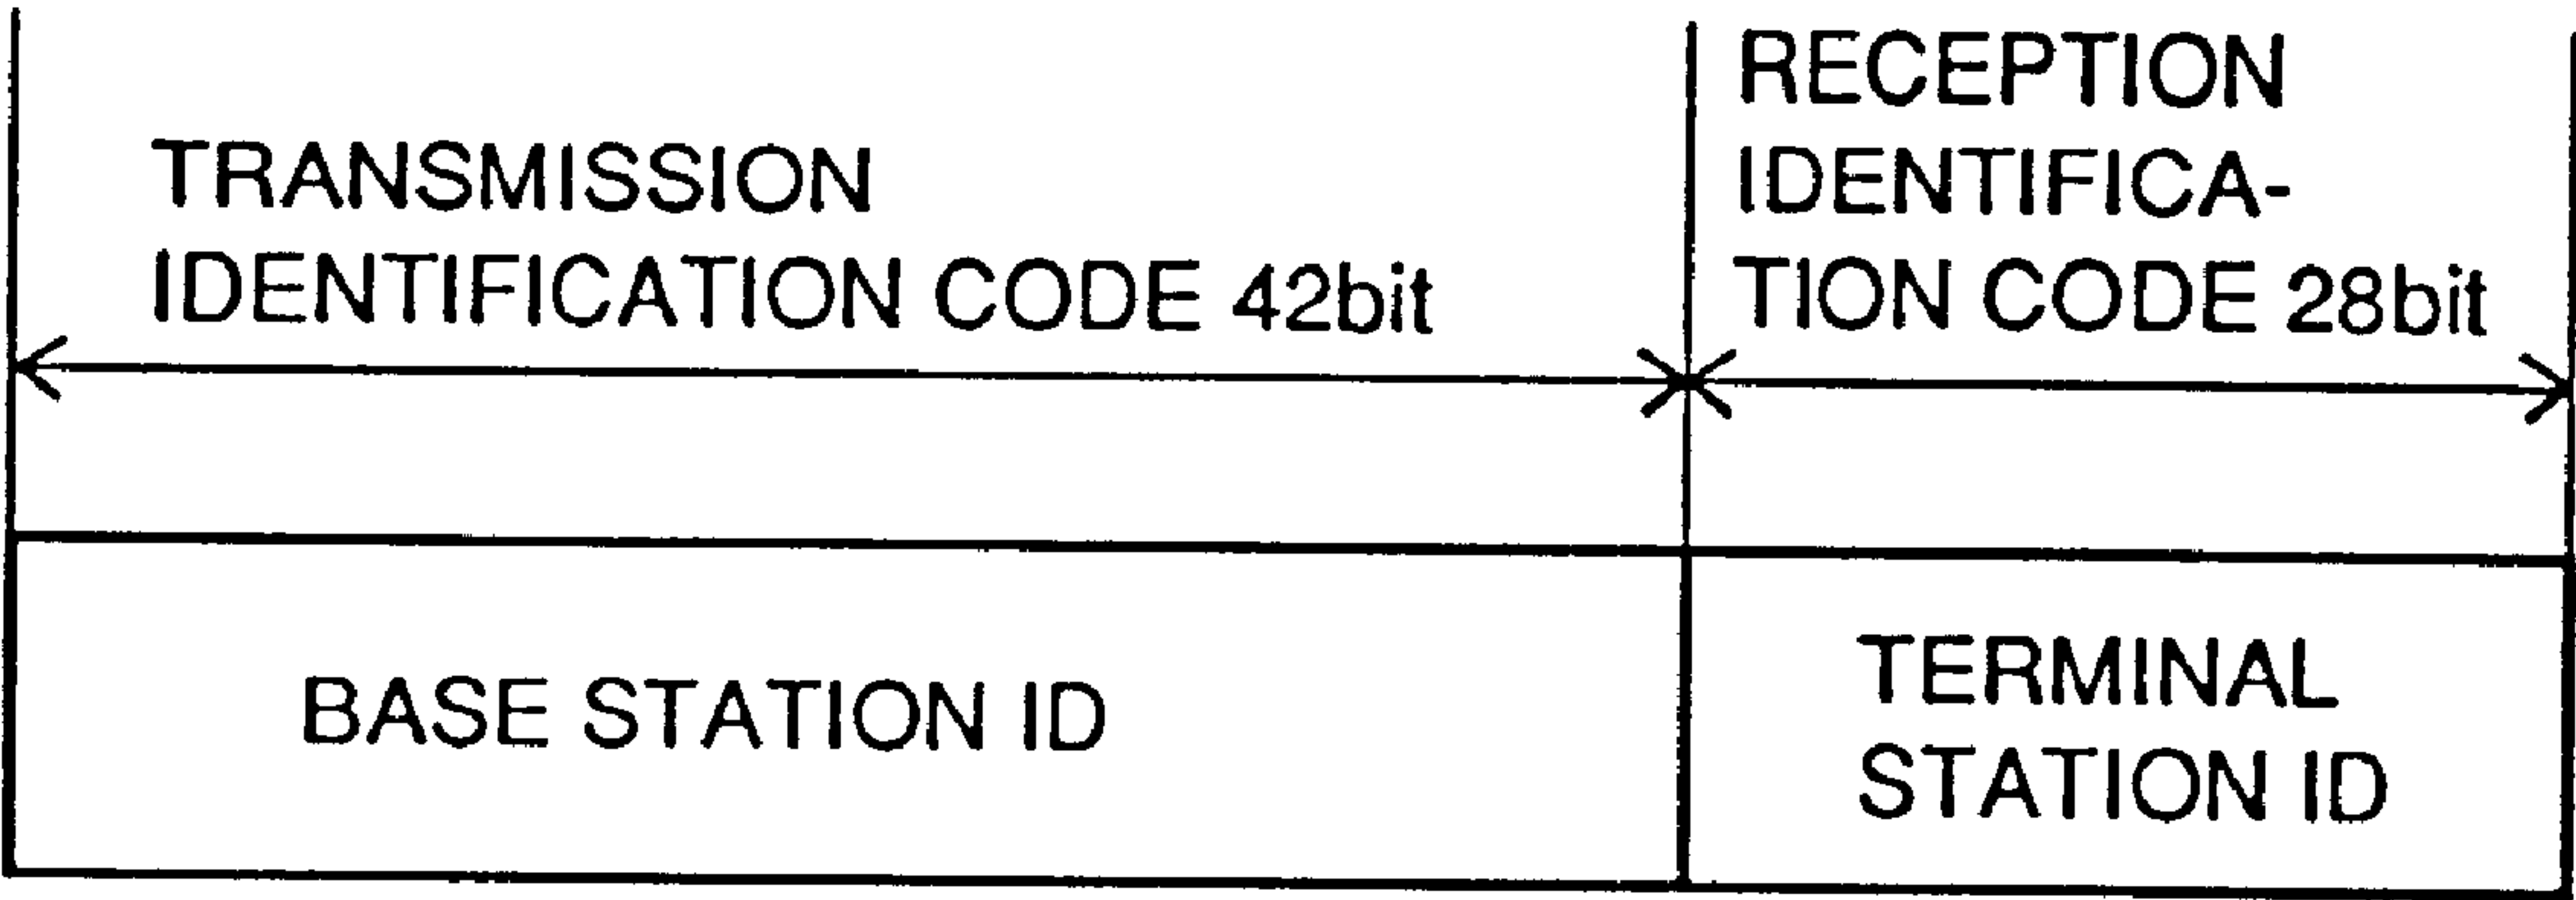 TRANSMISSION
IDENTIFICATION CODE 42bit
RECEPTION
IDENTIFICA-
TION CODE 28bit
BASE STATION ID
TERMINAL
STATION ID